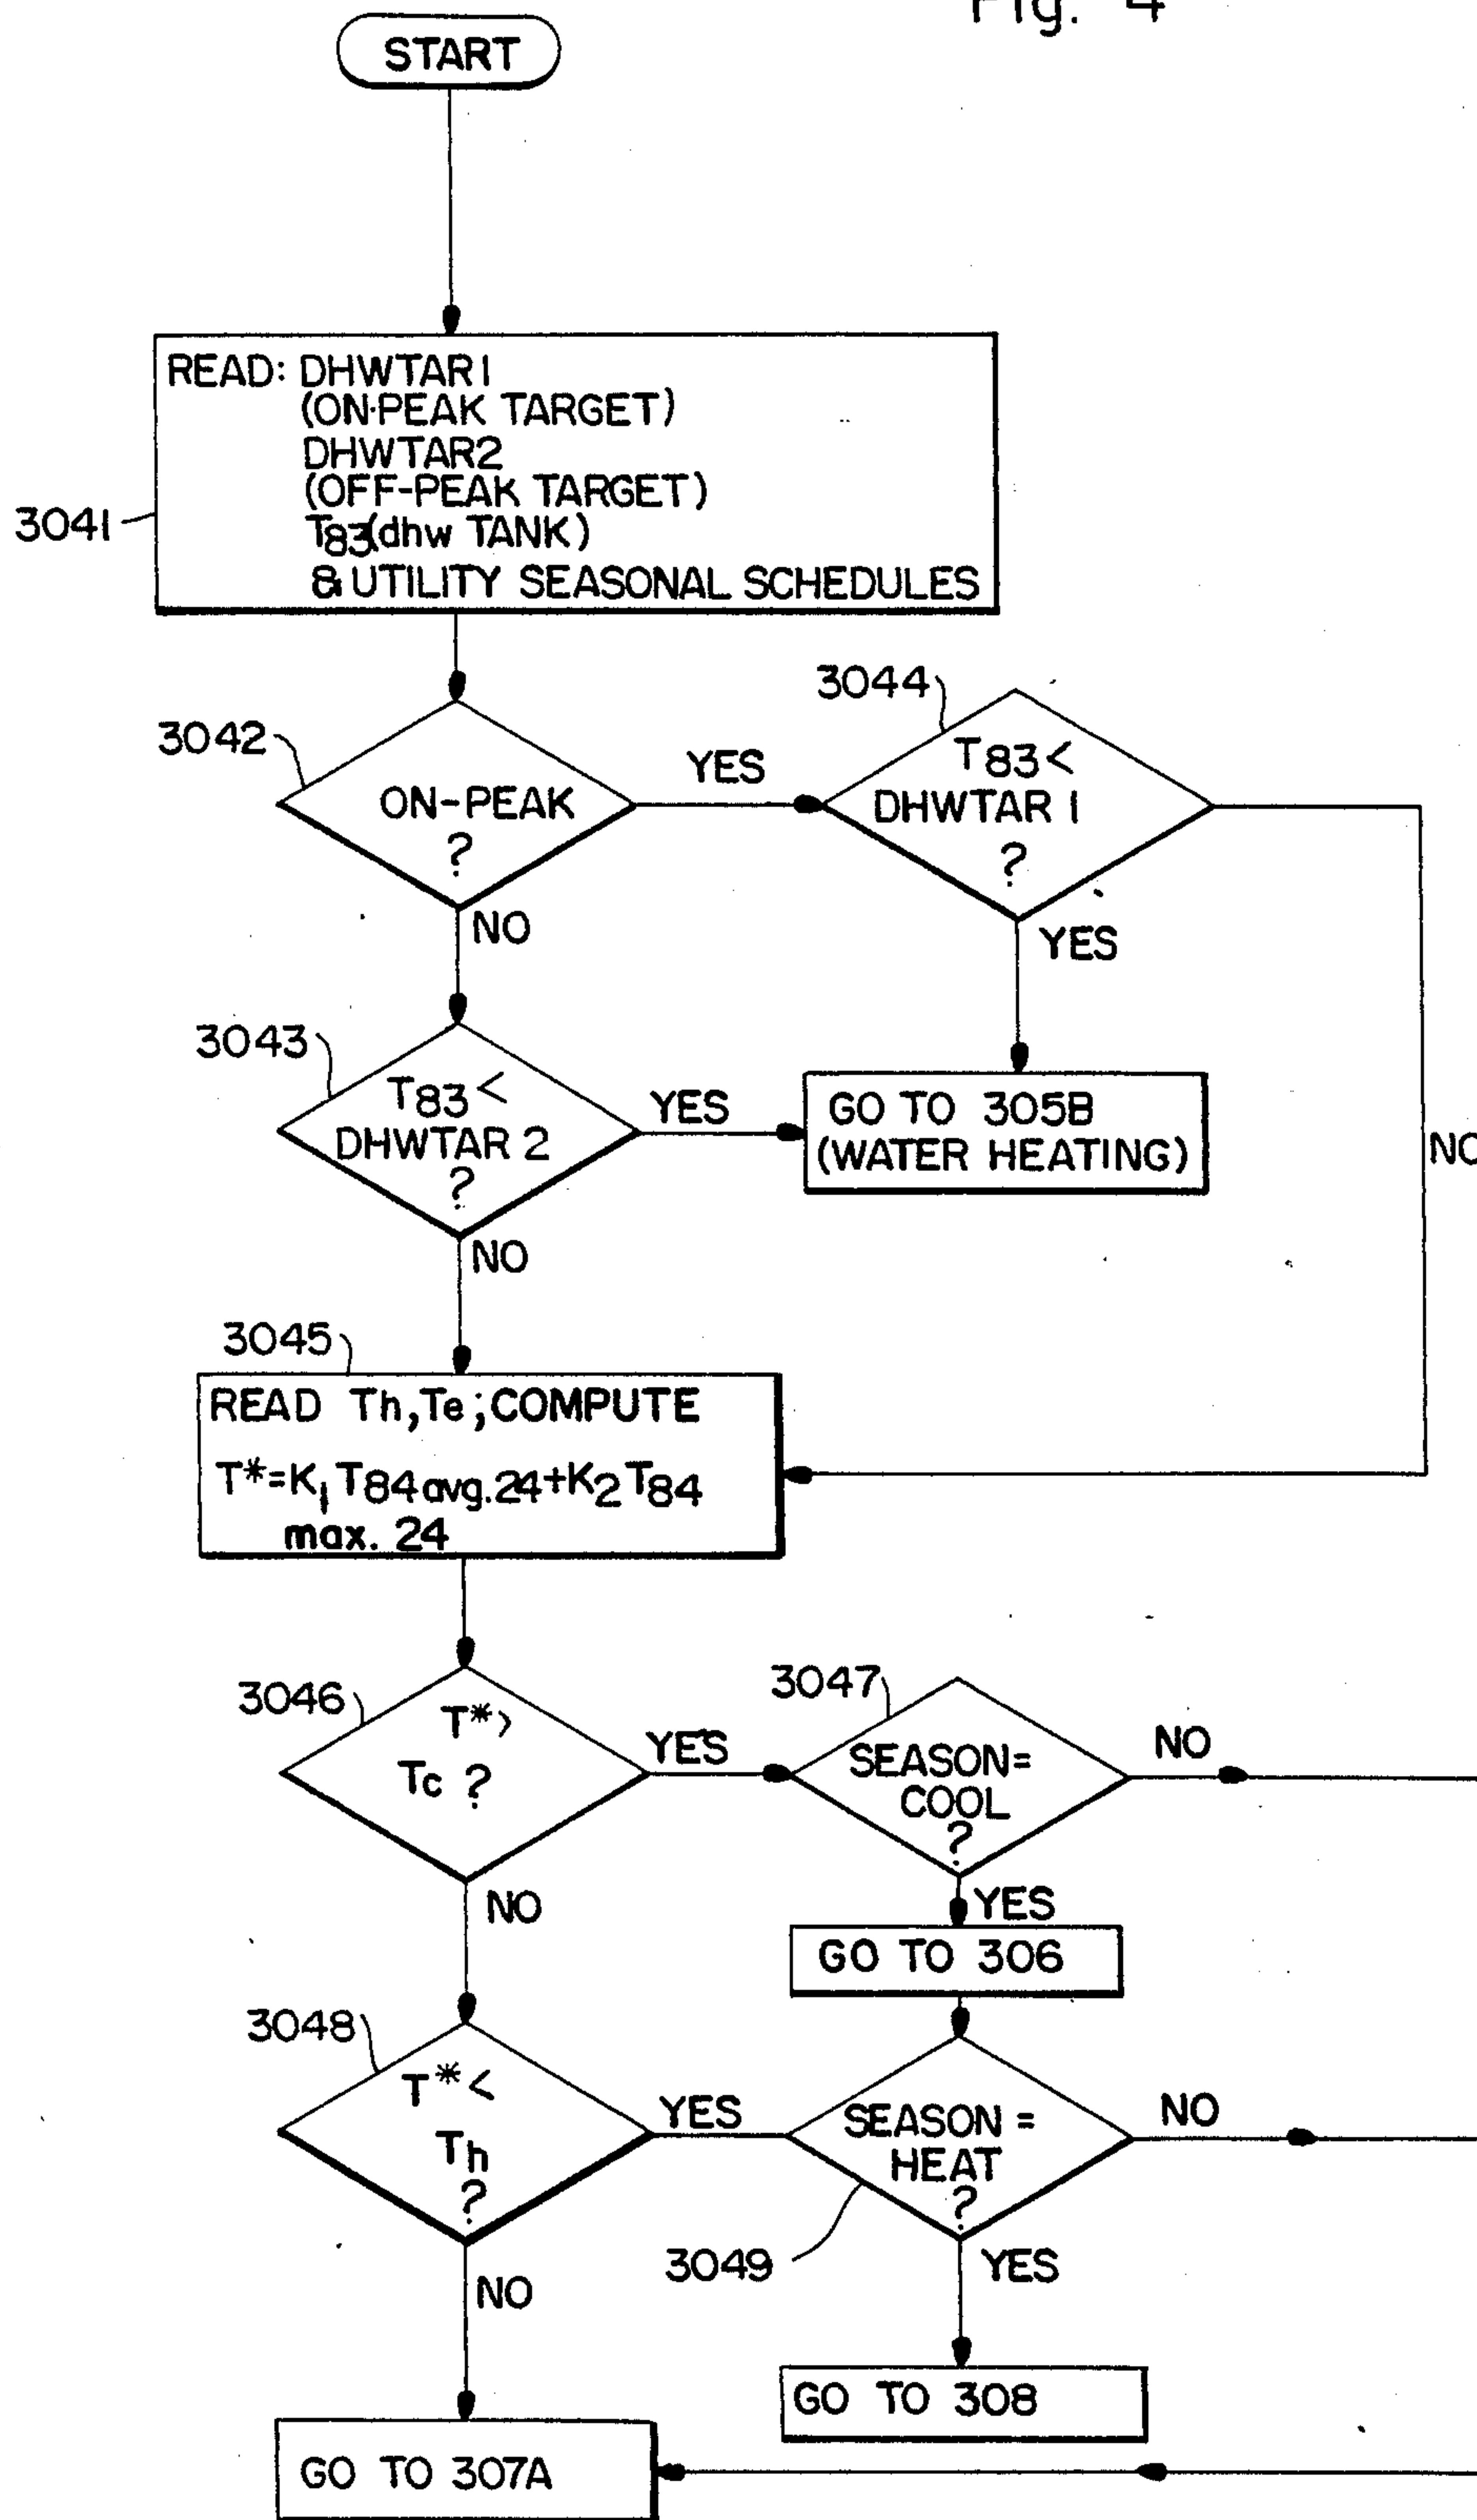 Fig. 4
START
READ: DHWTAR1
(ON-PEAK TARGET)
DHWTAR2
(OFF-PEAK TARGET)
T83(dhw TANK)
& UTILITY SEASONAL SCHEDULES
3041
3042
ON-PEAK
?
YES
NO
3044
T83<
DHWTAR 1
?
YES
NO
3043
T83<
DHWTAR 2
?
YES
NO
GO TO 305B
(WATER HEATING)
3045
READ Th,Te;COMPUTE
T*=K1T84avg.24+K2T84
max. 24
3046
T*>
Tc ?
YES
NO
3047
SEASON=
COOL
?
NO
YES
GO TO 306
3048
T*<
Th
?
YES
NO
SEASON =
HEAT
?
NO
3049
YES
GO TO 308
GO TO 307A